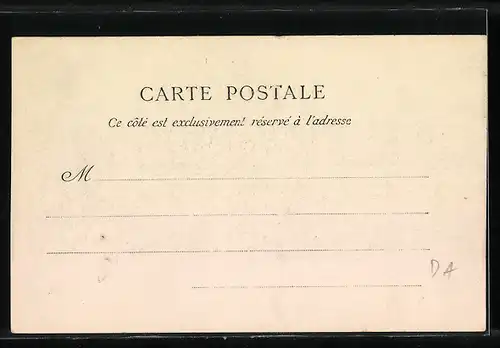 CARTE POSTALE
Ce côté est exclusivement réservé à l'adresse
M
DA